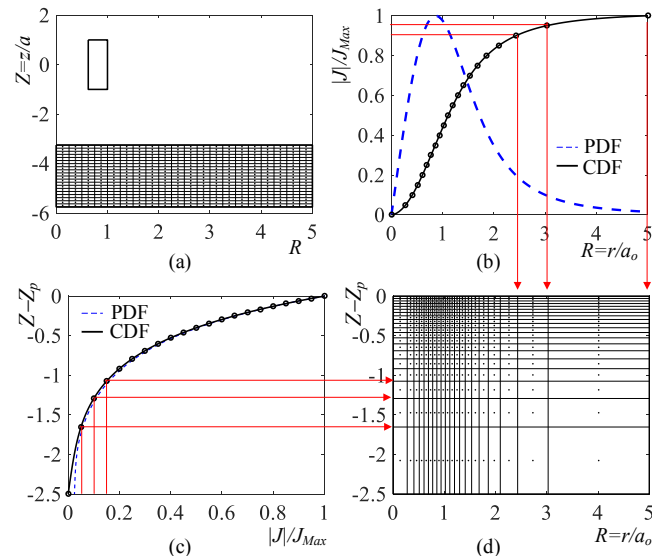 Z=z/a
2
0
-2
-4
-6
0 1 2 3 4 5
R
(a)
|J|/J_Max
1
0.8
0.6
0.4
0.2
0
PDF
CDF
0 1 2 3 4 5
R=r/a_o
(b)
Z−Z_p
0
-0.5
-1
-1.5
-2
-2.5
PDF
CDF
0 0.2 0.4 0.6 0.8 1
|J|/J_Max
(c)
Z−Z_p
0
-0.5
-1
-1.5
-2
-2.5
0 1 2 3 4 5
R=r/a_o
(d)